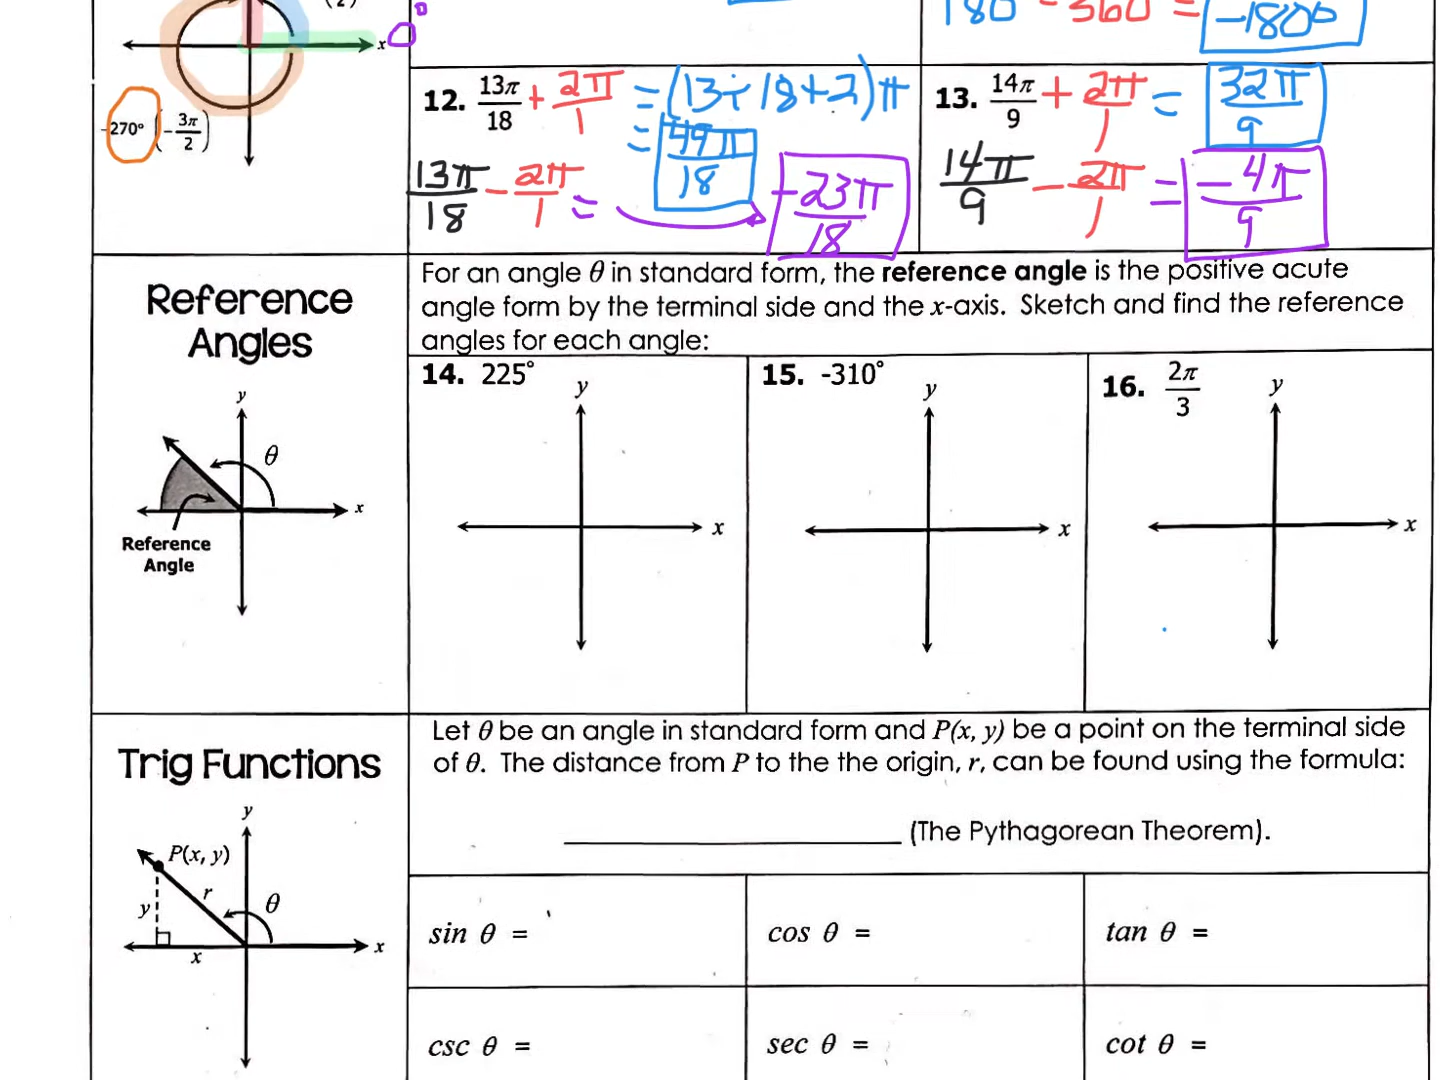 180 - 360 = -180°
x 0°
-270° (-3π/2)
12. 13π/18 + 2π/1 = (13÷18+2)π
= 49π/18
13π/18 - 2π/1 = -23π/18
13. 14π/9 + 2π/1 = 32π/9
14π/9 - 2π/1 = -4π/9
Reference
Angles
y
θ
x
Reference
Angle
For an angle θ in standard form, the reference angle is the positive acute
angle form by the terminal side and the x-axis. Sketch and find the reference
angles for each angle:
14. 225° y
x
15. -310° y
x
16. 2π/3 y
x
Trig Functions
y
P(x, y)
r
θ
y
x
x
Let θ be an angle in standard form and P(x, y) be a point on the terminal side
of θ. The distance from P to the the origin, r, can be found using the formula:
____________________ (The Pythagorean Theorem).
sin θ = cos θ = tan θ =
csc θ = sec θ = cot θ =